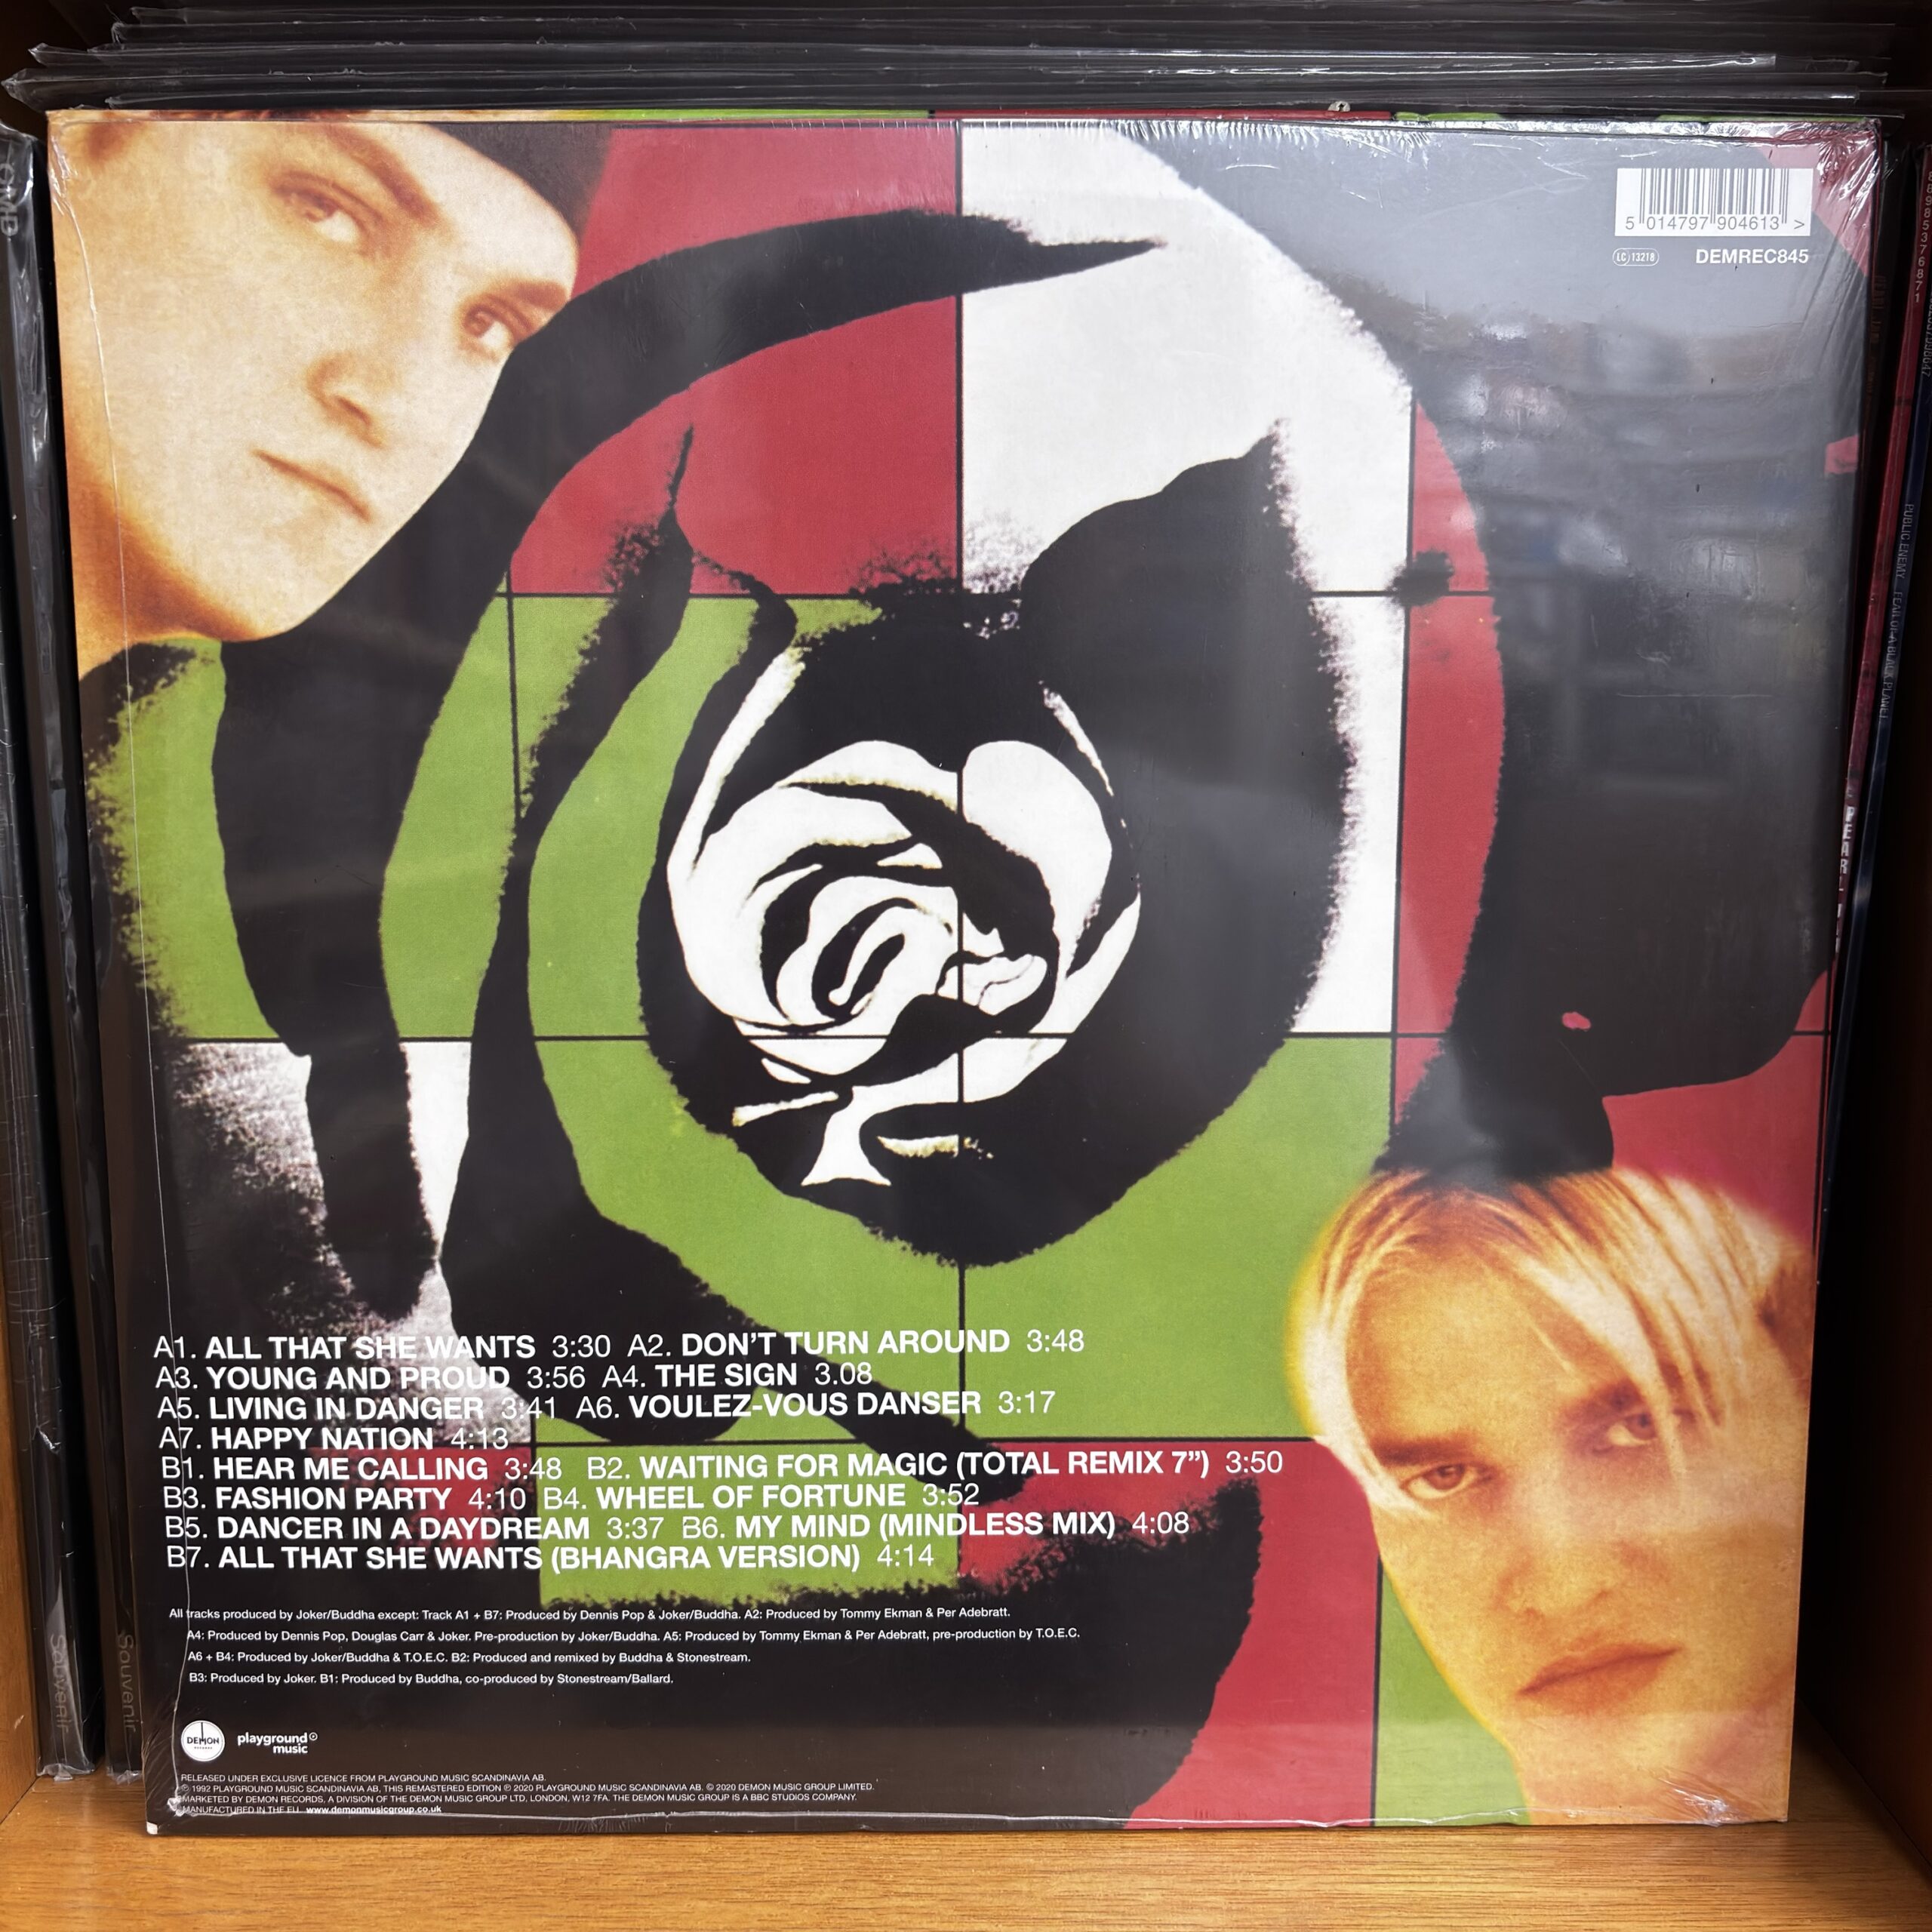 5 014797 904613 >
LC 13218
DEMREC845
A1. ALL THAT SHE WANTS 3:30 A2. DON'T TURN AROUND 3:48
A3. YOUNG AND PROUD 3:56 A4. THE SIGN 3.08
A5. LIVING IN DANGER 3:41 A6. VOULEZ-VOUS DANSER 3:17
A7. HAPPY NATION 4:13
B1. HEAR ME CALLING 3:48 B2. WAITING FOR MAGIC (TOTAL REMIX 7”) 3:50
B3. FASHION PARTY 4:10 B4. WHEEL OF FORTUNE 3:52
B5. DANCER IN A DAYDREAM 3:37 B6. MY MIND (MINDLESS MIX) 4:08
B7. ALL THAT SHE WANTS (BHANGRA VERSION) 4:14
All tracks produced by Joker/Buddha except: Track A1 + B7: Produced by Dennis Pop & Joker/Buddha. A2: Produced by Tommy Ekman & Per Adebratt.
A4: Produced by Dennis Pop, Douglas Carr & Joker. Pre-production by Joker/Buddha. A5: Produced by Tommy Ekman & Per Adebratt, pre-production by T.O.E.C.
A6 + B4: Produced by Joker/Buddha & T.O.E.C. B2: Produced and remixed by Buddha & Stonestream.
B3: Produced by Joker. B1: Produced by Buddha, co-produced by Stonestream/Ballard.
DEMON
RECORDS
playground
music
RELEASED UNDER EXCLUSIVE LICENCE FROM PLAYGROUND MUSIC SCANDINAVIA AB.
℗ 1992 PLAYGROUND MUSIC SCANDINAVIA AB, THIS REMASTERED EDITION ℗ 2020 PLAYGROUND MUSIC SCANDINAVIA AB. © 2020 DEMON MUSIC GROUP LIMITED.
MARKETED BY DEMON RECORDS, A DIVISION OF THE DEMON MUSIC GROUP LTD, LONDON, W12 7FA. THE DEMON MUSIC GROUP IS A BBC STUDIOS COMPANY.
MANUFACTURED IN THE EU. www.demonmusicgroup.co.uk
OMD
Souvenir
Souvenir
PUBLIC ENEMY FEAR OF A BLACK PLANET
PEARL